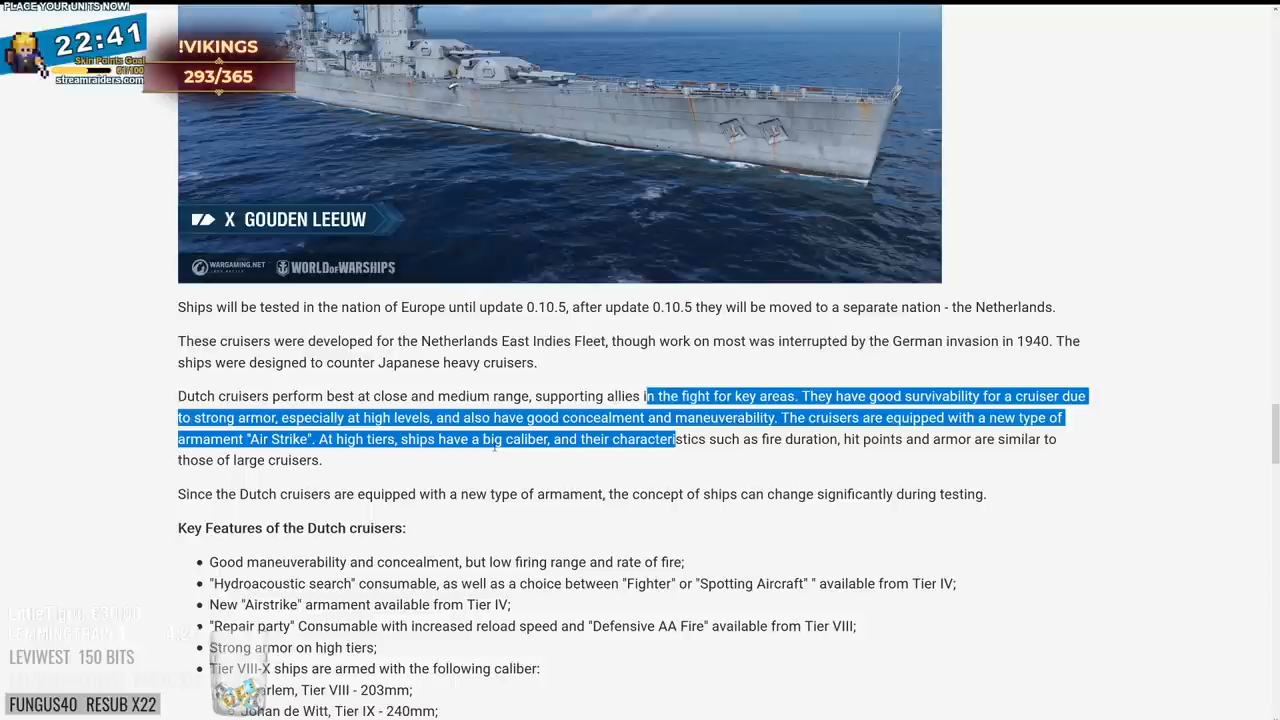 PLACE YOUR UNITS NOW!
22:41
Skin Points Goal
streamraiders.com
!VIKINGS
293/365
X GOUDEN LEEUW
WARGAMING.NET
WORLD OF WARSHIPS
Ships will be tested in the nation of Europe until update 0.10.5, after update 0.10.5 they will be moved to a separate nation - the Netherlands.
These cruisers were developed for the Netherlands East Indies Fleet, though work on most was interrupted by the German invasion in 1940. The
ships were designed to counter Japanese heavy cruisers.
Dutch cruisers perform best at close and medium range, supporting allies in the fight for key areas. They have good survivability for a cruiser due
to strong armor, especially at high levels, and also have good concealment and maneuverability. The cruisers are equipped with a new type of
armament "Air Strike". At high tiers, ships have a big caliber, and their characteristics such as fire duration, hit points and armor are similar to
those of large cruisers.
Since the Dutch cruisers are equipped with a new type of armament, the concept of ships can change significantly during testing.
Key Features of the Dutch cruisers:
• Good maneuverability and concealment, but low firing range and rate of fire;
• "Hydroacoustic search" consumable, as well as a choice between "Fighter" or "Spotting Aircraft" " available from Tier IV;
• New "Airstrike" armament available from Tier IV;
• "Repair party" Consumable with increased reload speed and "Defensive AA Fire" available from Tier VIII;
• Strong armor on high tiers;
• Tier VIII-X ships are armed with the following caliber:
Tier VIII - 203mm;
Johan de Witt, Tier IX - 240mm;
LEMMINGTRAIN
LEVIWEST 150 BITS
FUNGUS40 RESUB X22